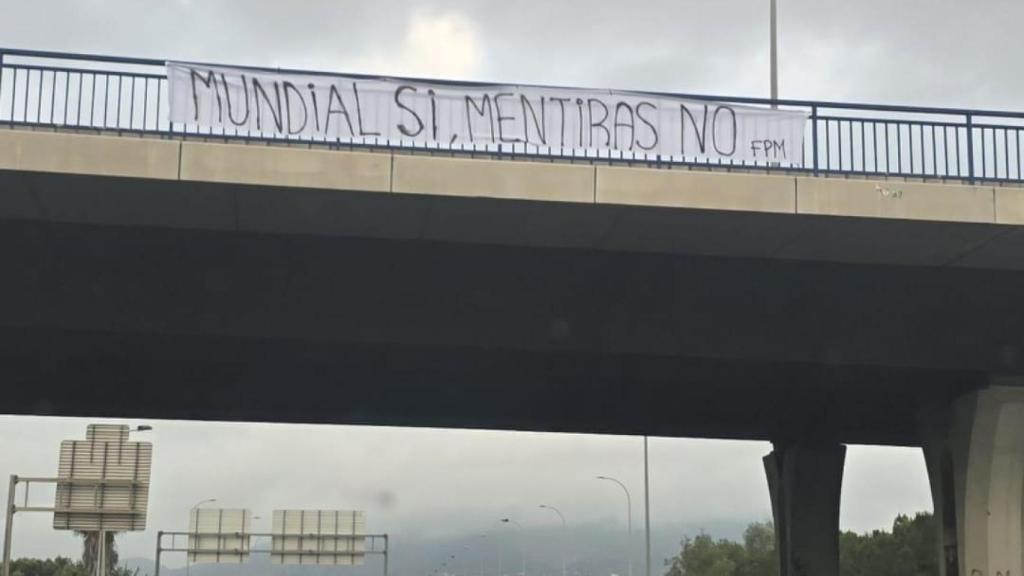 MUNDiAL Si, MENTiRAS NO FPM